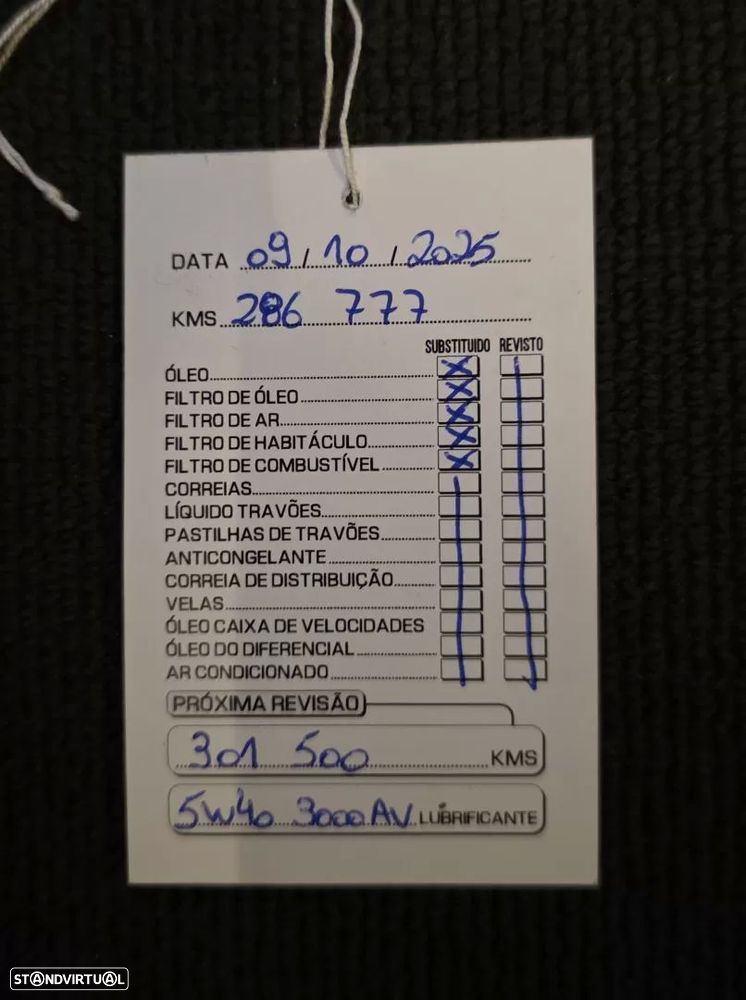 DATA 09 / 10 / 2025
KMS 286 777
SUBSTITUIDO REVISTO
ÓLEO X
FILTRO DE ÓLEO X
FILTRO DE AR X
FILTRO DE HABITÁCULO X
FILTRO DE COMBUSTÍVEL X
CORREIAS
LÍQUIDO TRAVÕES
PASTILHAS DE TRAVÕES
ANTICONGELANTE
CORREIA DE DISTRIBUIÇÃO
VELAS
ÓLEO CAIXA DE VELOCIDADES
ÓLEO DO DIFERENCIAL
AR CONDICIONADO
PRÓXIMA REVISÃO
301 500 KMS
5W40 3000AV LUBRIFICANTE
STANDVIRTUAL